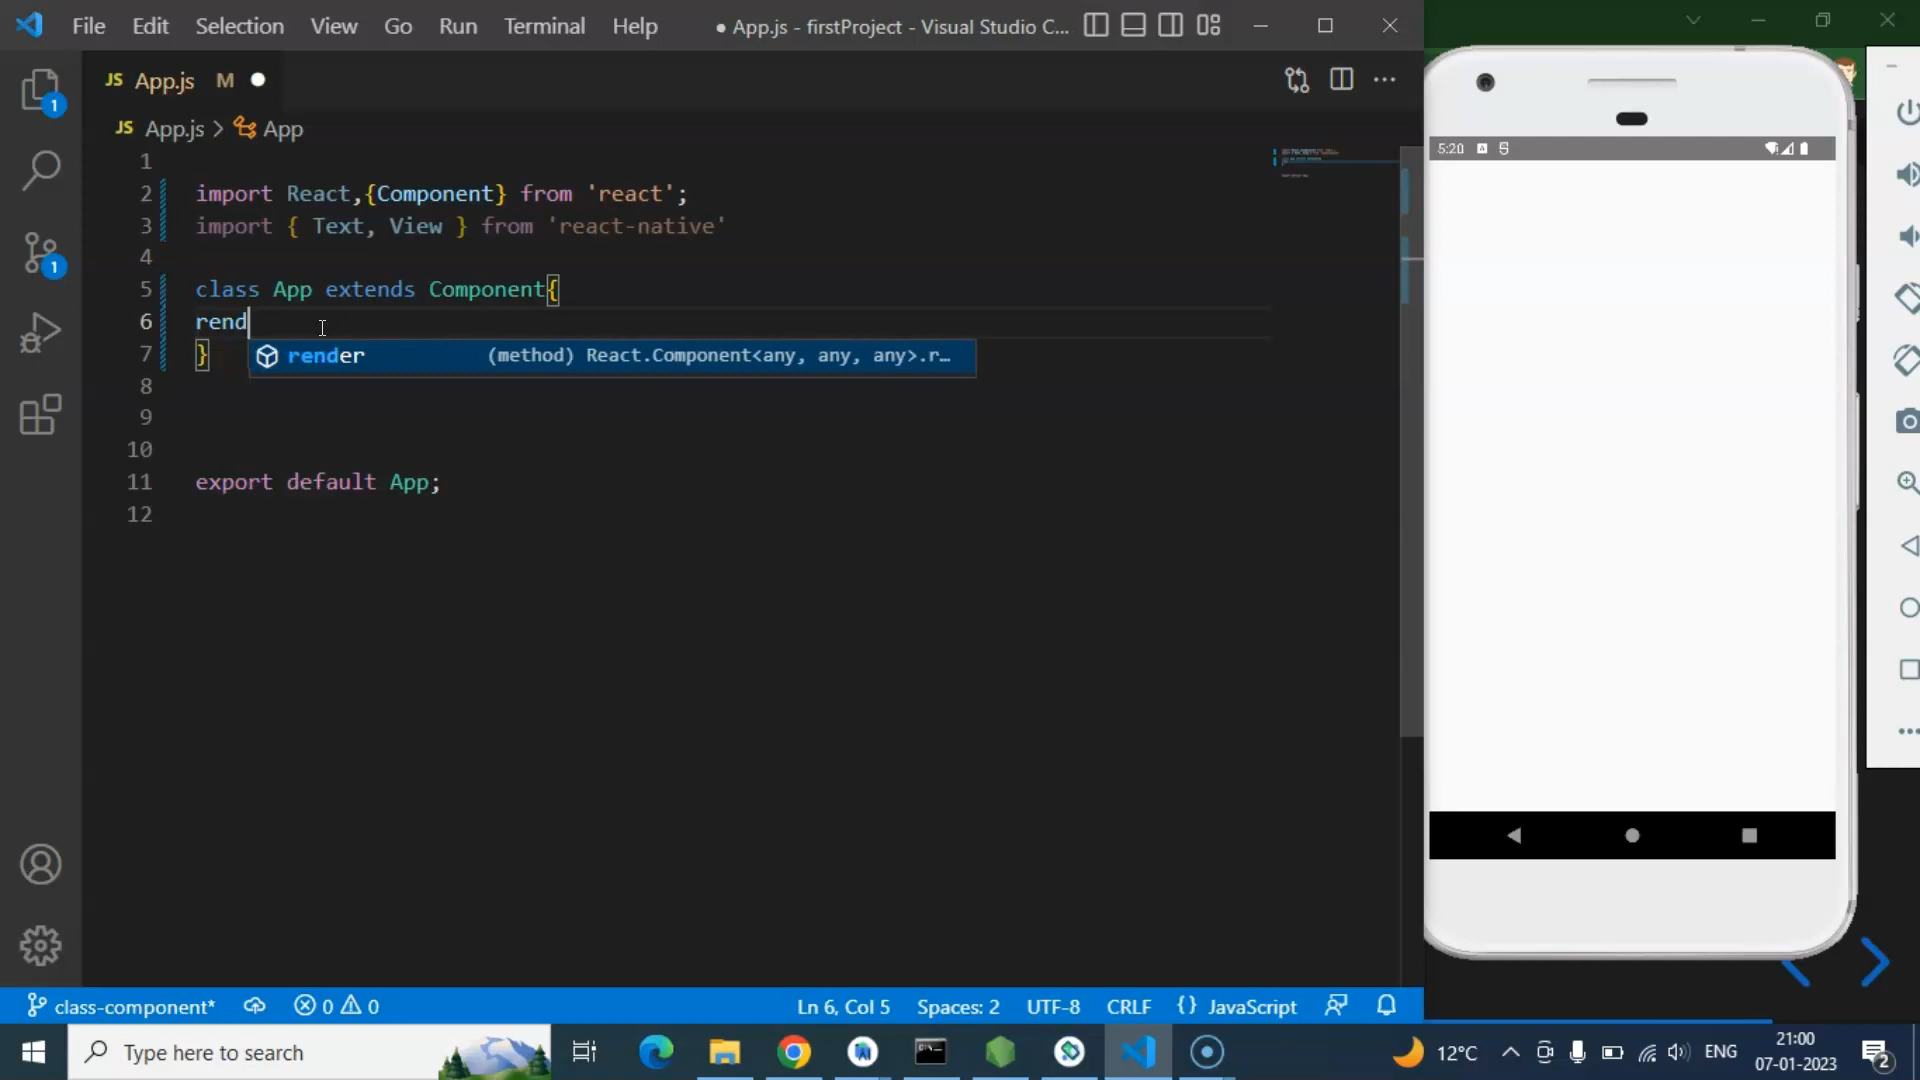 File Edit Selection View Go Run Terminal Help ● App.js - firstProject - Visual Studio C...
JS App.js M
JS App.js > App
1
2 import React,{Component} from 'react';
3 import { Text, View } from 'react-native'
4
5 class App extends Component{
6 rend
7 }
render (method) React.Component<any, any, any>.r...
8
9
10
11 export default App;
12
1
1
5:20
class-component* 0 0 Ln 6, Col 5 Spaces: 2 UTF-8 CRLF {} JavaScript
Type here to search
12°C ENG
21:00
07-01-2023
2